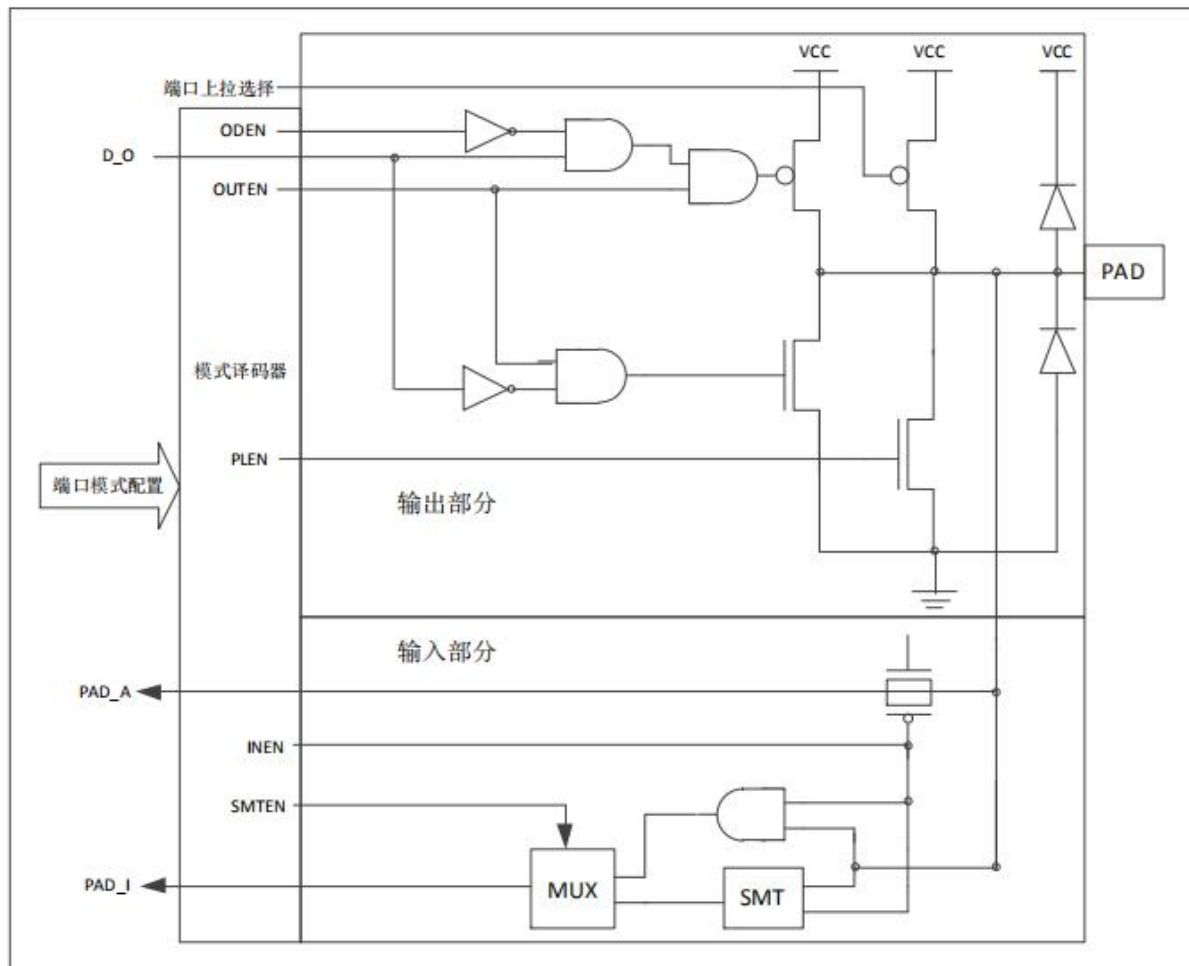 VCC
VCC
VCC
端口上拉选择
ODEN
D_O
OUTEN
PAD
模式译码器
PLEN
端口模式配置
输出部分
输入部分
PAD_A
INEN
SMTEN
PAD_I
MUX
SMT